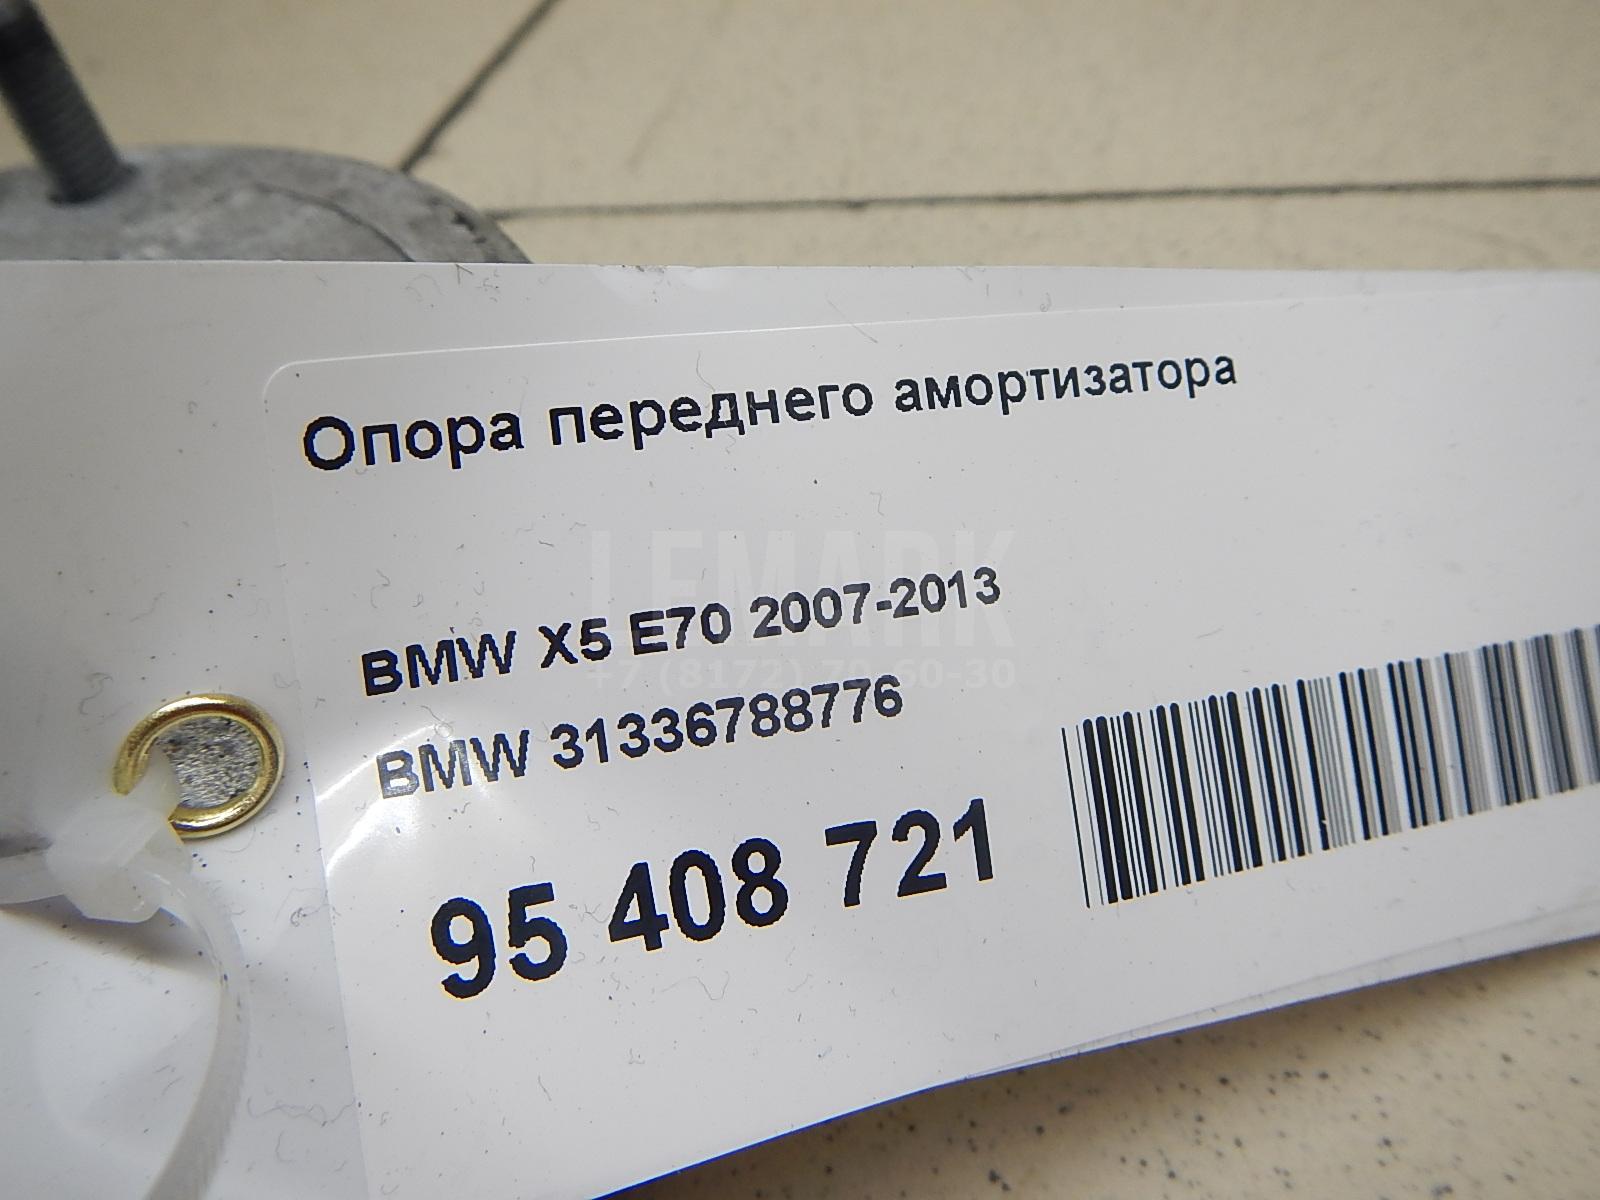 Опора переднего амортизатора
LEMARK
BMW X5 E70 2007-2013
+7 (8172) 70-60-30
BMW 31336788776
95 408 721